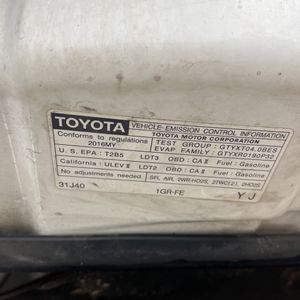 TOYOTA
VEHICLE EMISSION CONTROL INFORMATION
TOYOTA MOTOR CORPORATION
Conforms to regulations
2016MY
TEST GROUP : GTYXT04.0BES
EVAP FAMILY : GTYXR0190P32
U. S. EPA : T2B5 LDT3 OBD : CA II Fuel : Gasoline
California : ULEV II LDT2 OBD : CA II Fuel : Gasoline
No adjustments needed SFI, AIR, 2WR-HO2S, 2TWC(2), 2HO2S
31J40 1GR-FE YJ